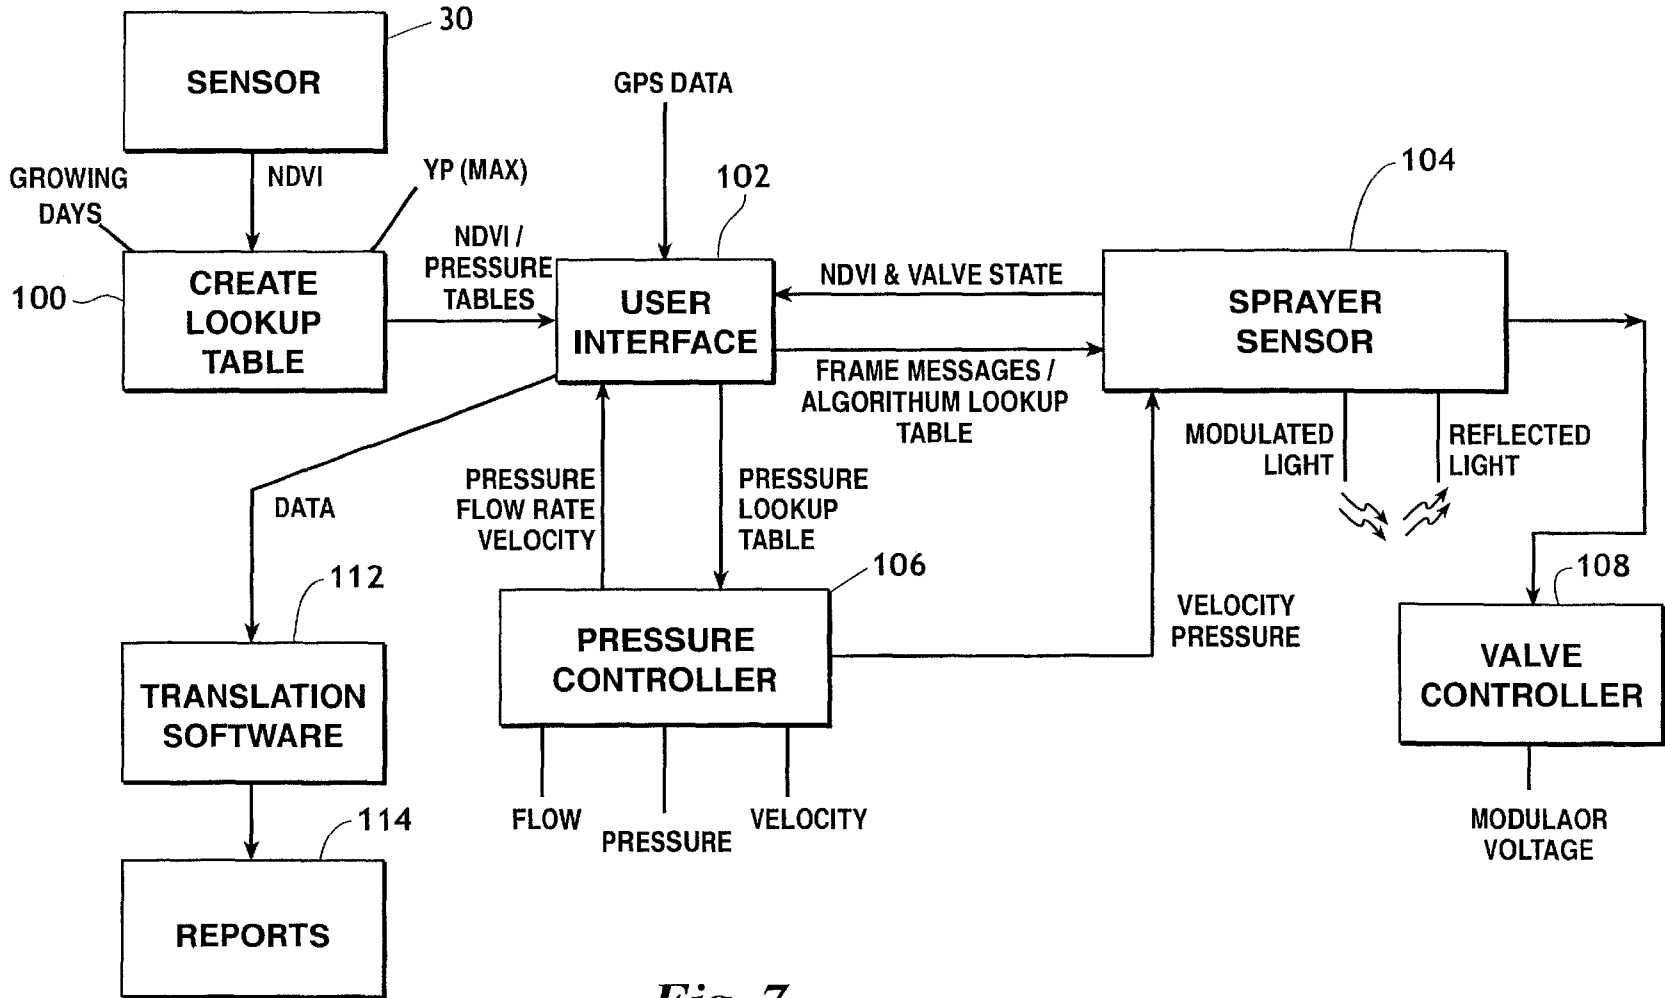 30
SENSOR
GPS DATA
NDVI
YP (MAX)
GROWING
DAYS
102
104
NDVI /
PRESSURE
TABLES
100
CREATE
LOOKUP
TABLE
USER
INTERFACE
NDVI & VALVE STATE
SPRAYER
SENSOR
FRAME MESSAGES /
ALGORITHUM LOOKUP
TABLE
MODULATED
LIGHT
REFLECTED
LIGHT
PRESSURE
FLOW RATE
VELOCITY
PRESSURE
LOOKUP
TABLE
DATA
112
106
108
VELOCITY
PRESSURE
TRANSLATION
SOFTWARE
PRESSURE
CONTROLLER
VALVE
CONTROLLER
FLOW
PRESSURE
VELOCITY
MODULAOR
VOLTAGE
114
REPORTS
Fig. 7